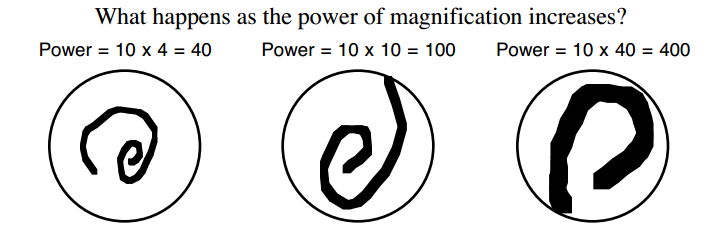 What happens as the power of magnification increases?
Power = 10 x 4 = 40 Power = 10 x 10 = 100 Power = 10 x 40 = 400